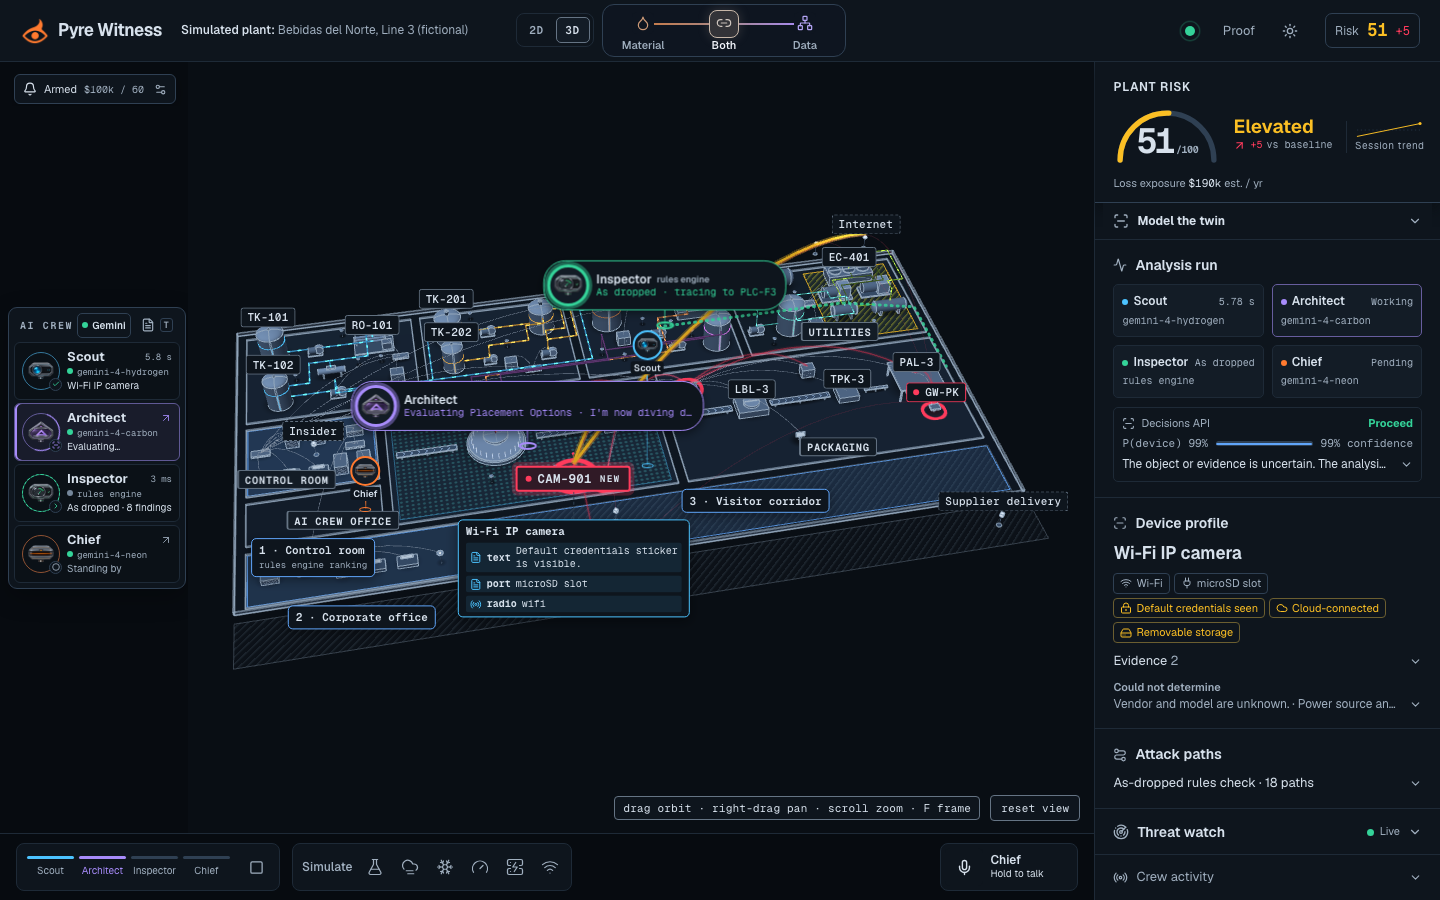 Pyre Witness
Simulated plant: Bebidas del Norte, Line 3 (fictional)
2D 3D
Material Both Data
Proof
Risk 51 +5
Armed $100k / 60
AI CREW Gemini T
Scout 5.8 s
gemini-4-hydrogen
Wi-Fi IP camera
Architect
gemini-4-carbon
Evaluating…
Inspector 3 ms
rules engine
As dropped · 8 findings
Chief
gemini-4-neon
Standing by
Internet
EC-401
Inspector rules engine
As dropped · tracing to PLC-F3
TK-201
TK-101
RO-101
TK-202
UTILITIES
TK-102
Scout
PAL-3
TPK-3
LBL-3
GW-PK
Architect
Evaluating Placement Options · I'm now diving d…
Insider
PACKAGING
CONTROL ROOM
CAM-901 NEW
Chief
3 · Visitor corridor
Supplier delivery
AI CREW OFFICE
1 · Control room
rules engine ranking
Wi-Fi IP camera
text Default credentials sticker
is visible.
port microSD slot
radio wifi
2 · Corporate office
drag orbit · right-drag pan · scroll zoom · F frame
reset view
Scout Architect Inspector Chief
Simulate
Chief
Hold to talk
PLANT RISK
51/100
Elevated
+5 vs baseline
Session trend
Loss exposure $190k est. / yr
Model the twin
Analysis run
Scout 5.78 s
gemini-4-hydrogen
Architect Working
gemini-4-carbon
Inspector As dropped
rules engine
Chief Pending
gemini-4-neon
Decisions API Proceed
P(device) 99% 99% confidence
The object or evidence is uncertain. The analysi…
Device profile
Wi-Fi IP camera
Wi-Fi microSD slot
Default credentials seen Cloud-connected
Removable storage
Evidence 2
Could not determine
Vendor and model are unknown. · Power source an…
Attack paths
As-dropped rules check · 18 paths
Threat watch Live
Crew activity